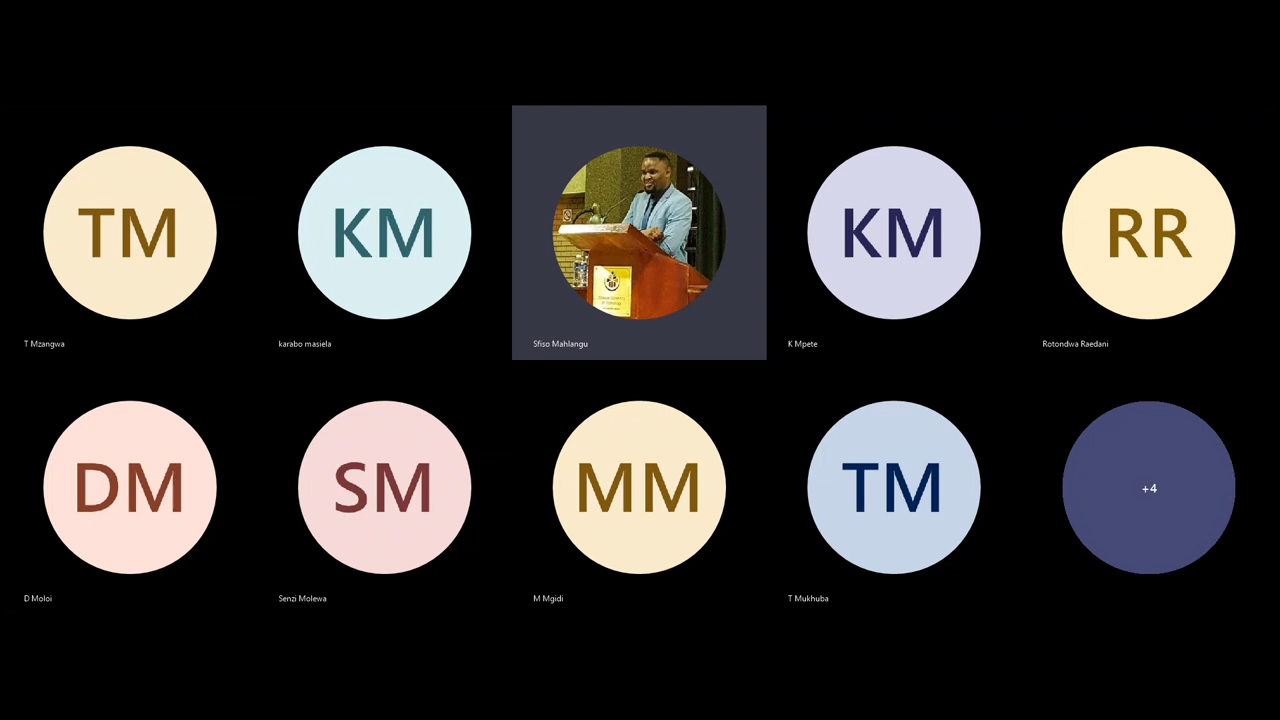 TM
KM
KM
RR
T Mzangwa
karabo masiela
Sfiso Mahlangu
K Mpete
Rotondwa Raedani
DM
SM
MM
TM
+4
D Moloi
Senzi Molewa
M Mgidi
T Mukhuba